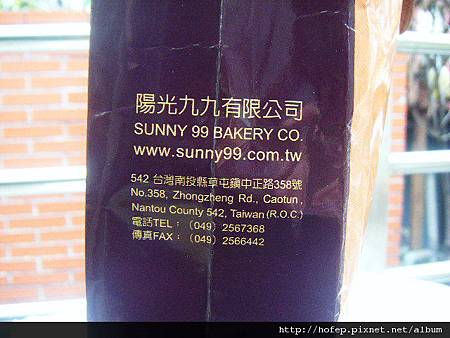 陽光九九有限公司
SUNNY 99 BAKERY CO.
www.sunny99.com.tw
542 台灣南投縣草屯鎮中正路358號
No.358, Zhongzheng Rd., Caotun,
Nantou County 542, Taiwan (R.O.C.)
電話TEL：(049) 2567368
傳真FAX：(049) 2566442
http://hofep.pixnet.net/album